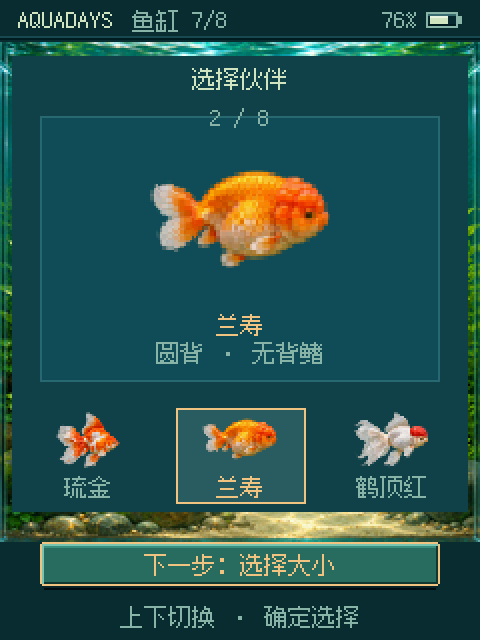 AQUADAYS 鱼缸 7/8 76%
选择伙伴
2 / 8
兰寿
圆背 · 无背鳍
琉金 兰寿 鹤顶红
下一步: 选择大小
上下切换 · 确定选择